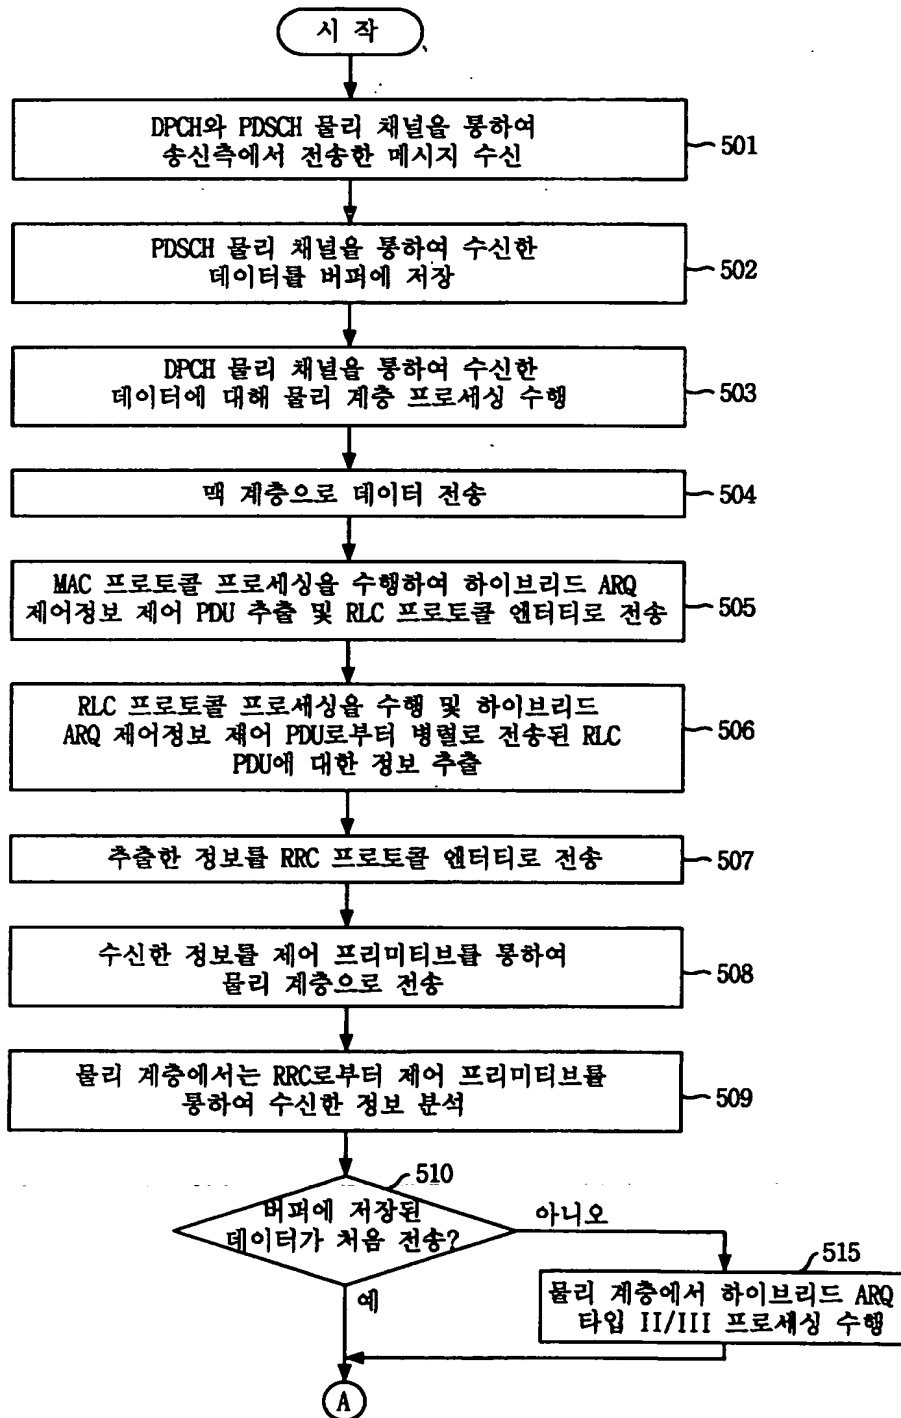 시 작
DPCH와 PDSCH 물리 채널을 통하여
송신측에서 전송한 메시지 수신
501
PDSCH 물리 채널을 통하여 수신한
데이터를 버퍼에 저장
502
DPCH 물리 채널을 통하여 수신한
데이터에 대해 물리 계층 프로세싱 수행
503
맥 계층으로 데이터 전송
504
MAC 프로토콜 프로세싱을 수행하여 하이브리드 ARQ
제어정보 제어 PDU 추출 및 RLC 프로토콜 엔터티로 전송
505
RLC 프로토콜 프로세싱을 수행 및 하이브리드
ARQ 제어정보 제어 PDU로부터 병렬로 전송된 RLC
PDU에 대한 정보 추출
506
추출한 정보를 RRC 프로토콜 엔터티로 전송
507
수신한 정보를 제어 프리미티브를 통하여
물리 계층으로 전송
508
물리 계층에서는 RRC로부터 제어 프리미티브를
통하여 수신한 정보 분석
509
510
버퍼에 저장된
데이터가 처음 전송?
아니오
예
515
물리 계층에서 하이브리드 ARQ
타입 II/III 프로세싱 수행
A